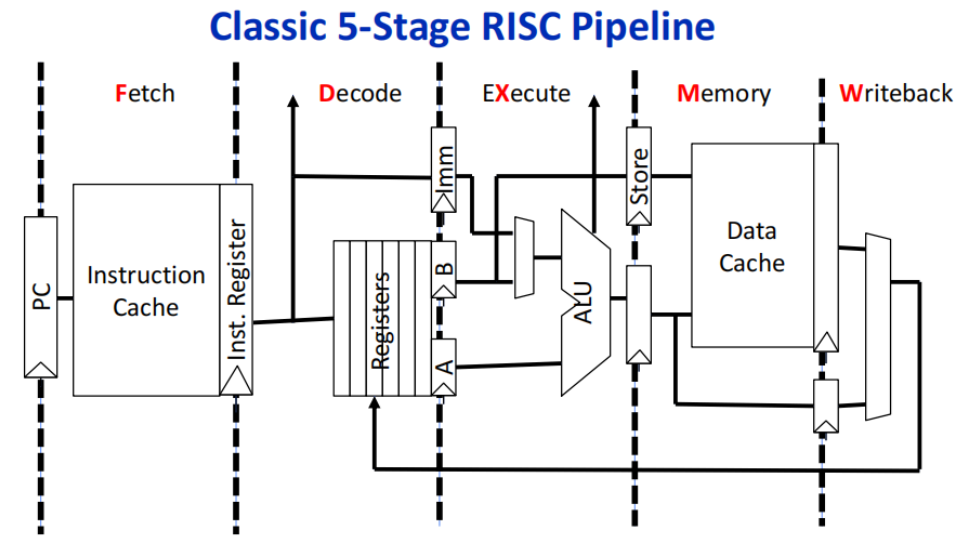 Classic 5-Stage RISC Pipeline
Fetch
Decode
EXecute
Memory
Writeback
PC
Instruction
Cache
Inst. Register
Registers
Imm
B
A
ALU
Store
Data
Cache